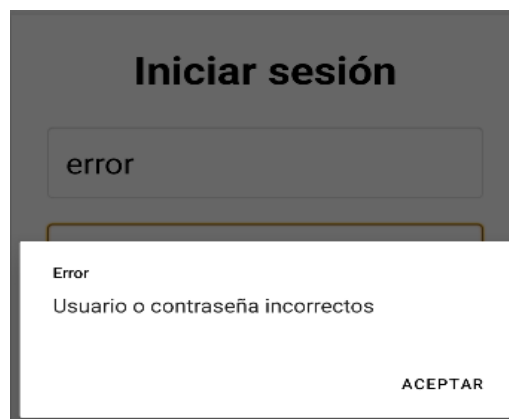 Iniciar sesión
error
Error
Usuario o contraseña incorrectos
ACEPTAR